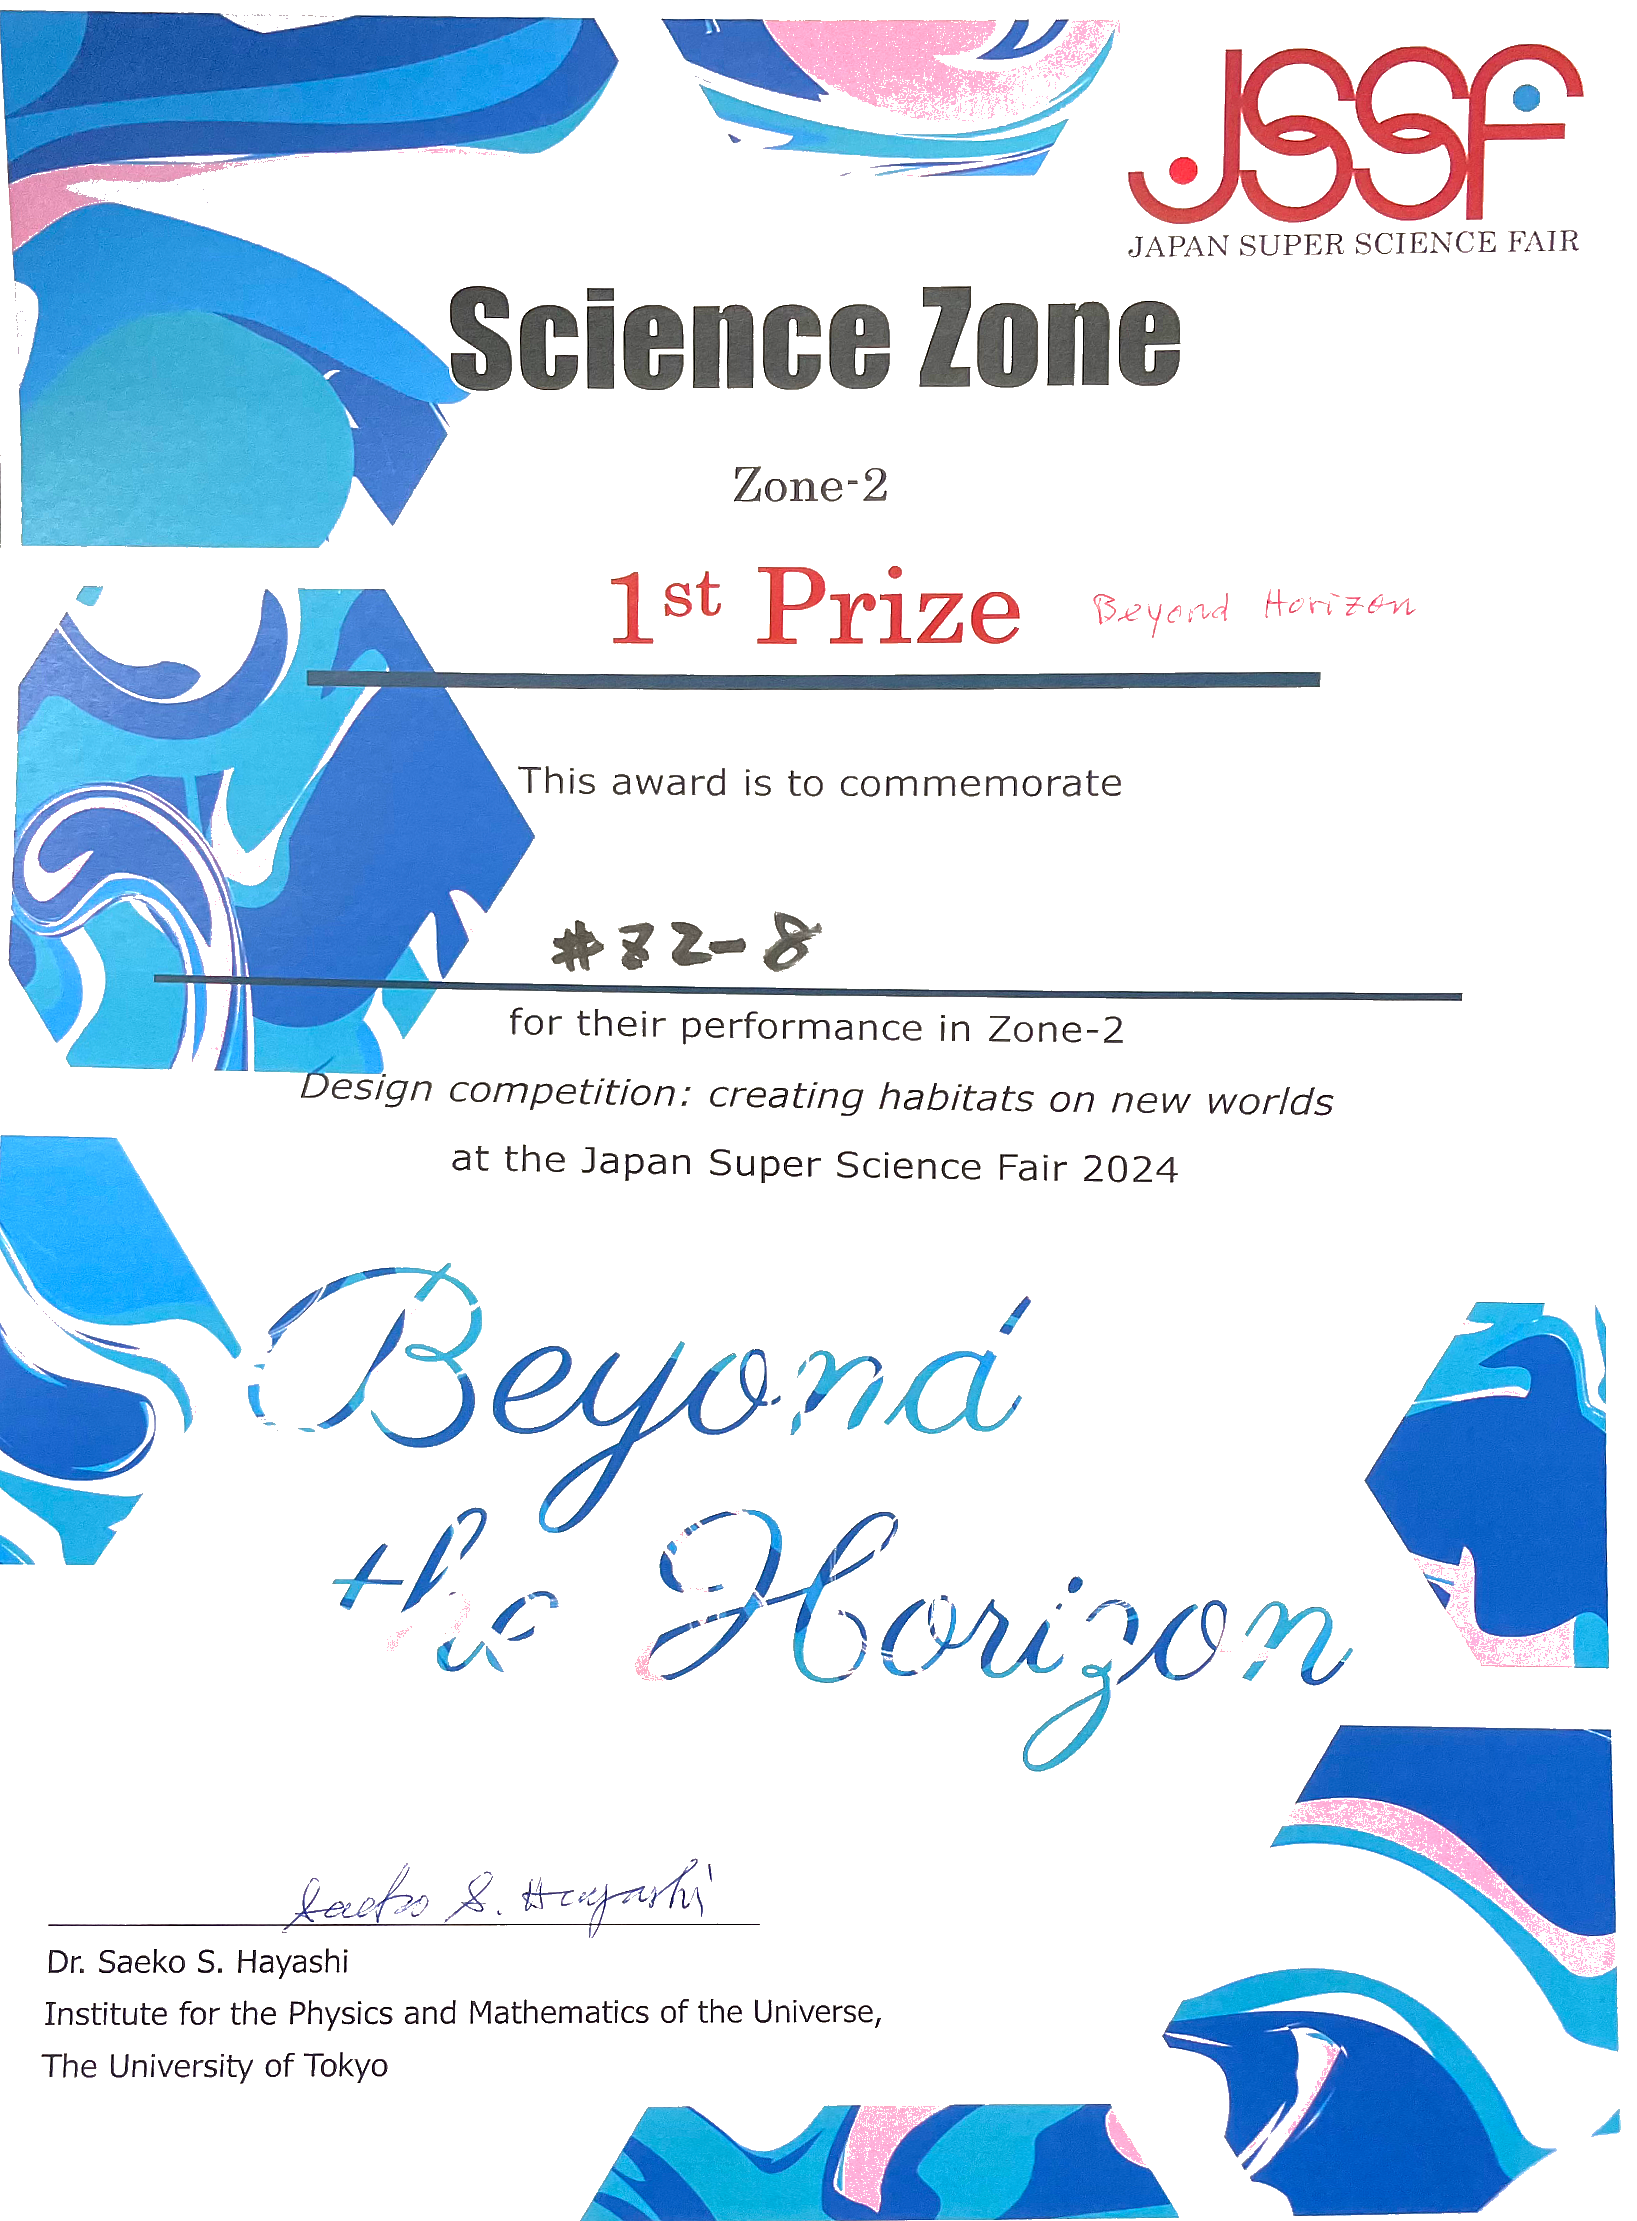 JSSF
JAPAN SUPER SCIENCE FAIR
Science Zone
Zone-2
1st Prize Beyond Horizon
This award is to commemorate
#82-8
for their performance in Zone-2
Design competition: creating habitats on new worlds
at the Japan Super Science Fair 2024
Beyond
the Horizon
Saeko S. Hayashi
Dr. Saeko S. Hayashi
Institute for the Physics and Mathematics of the Universe,
The University of Tokyo